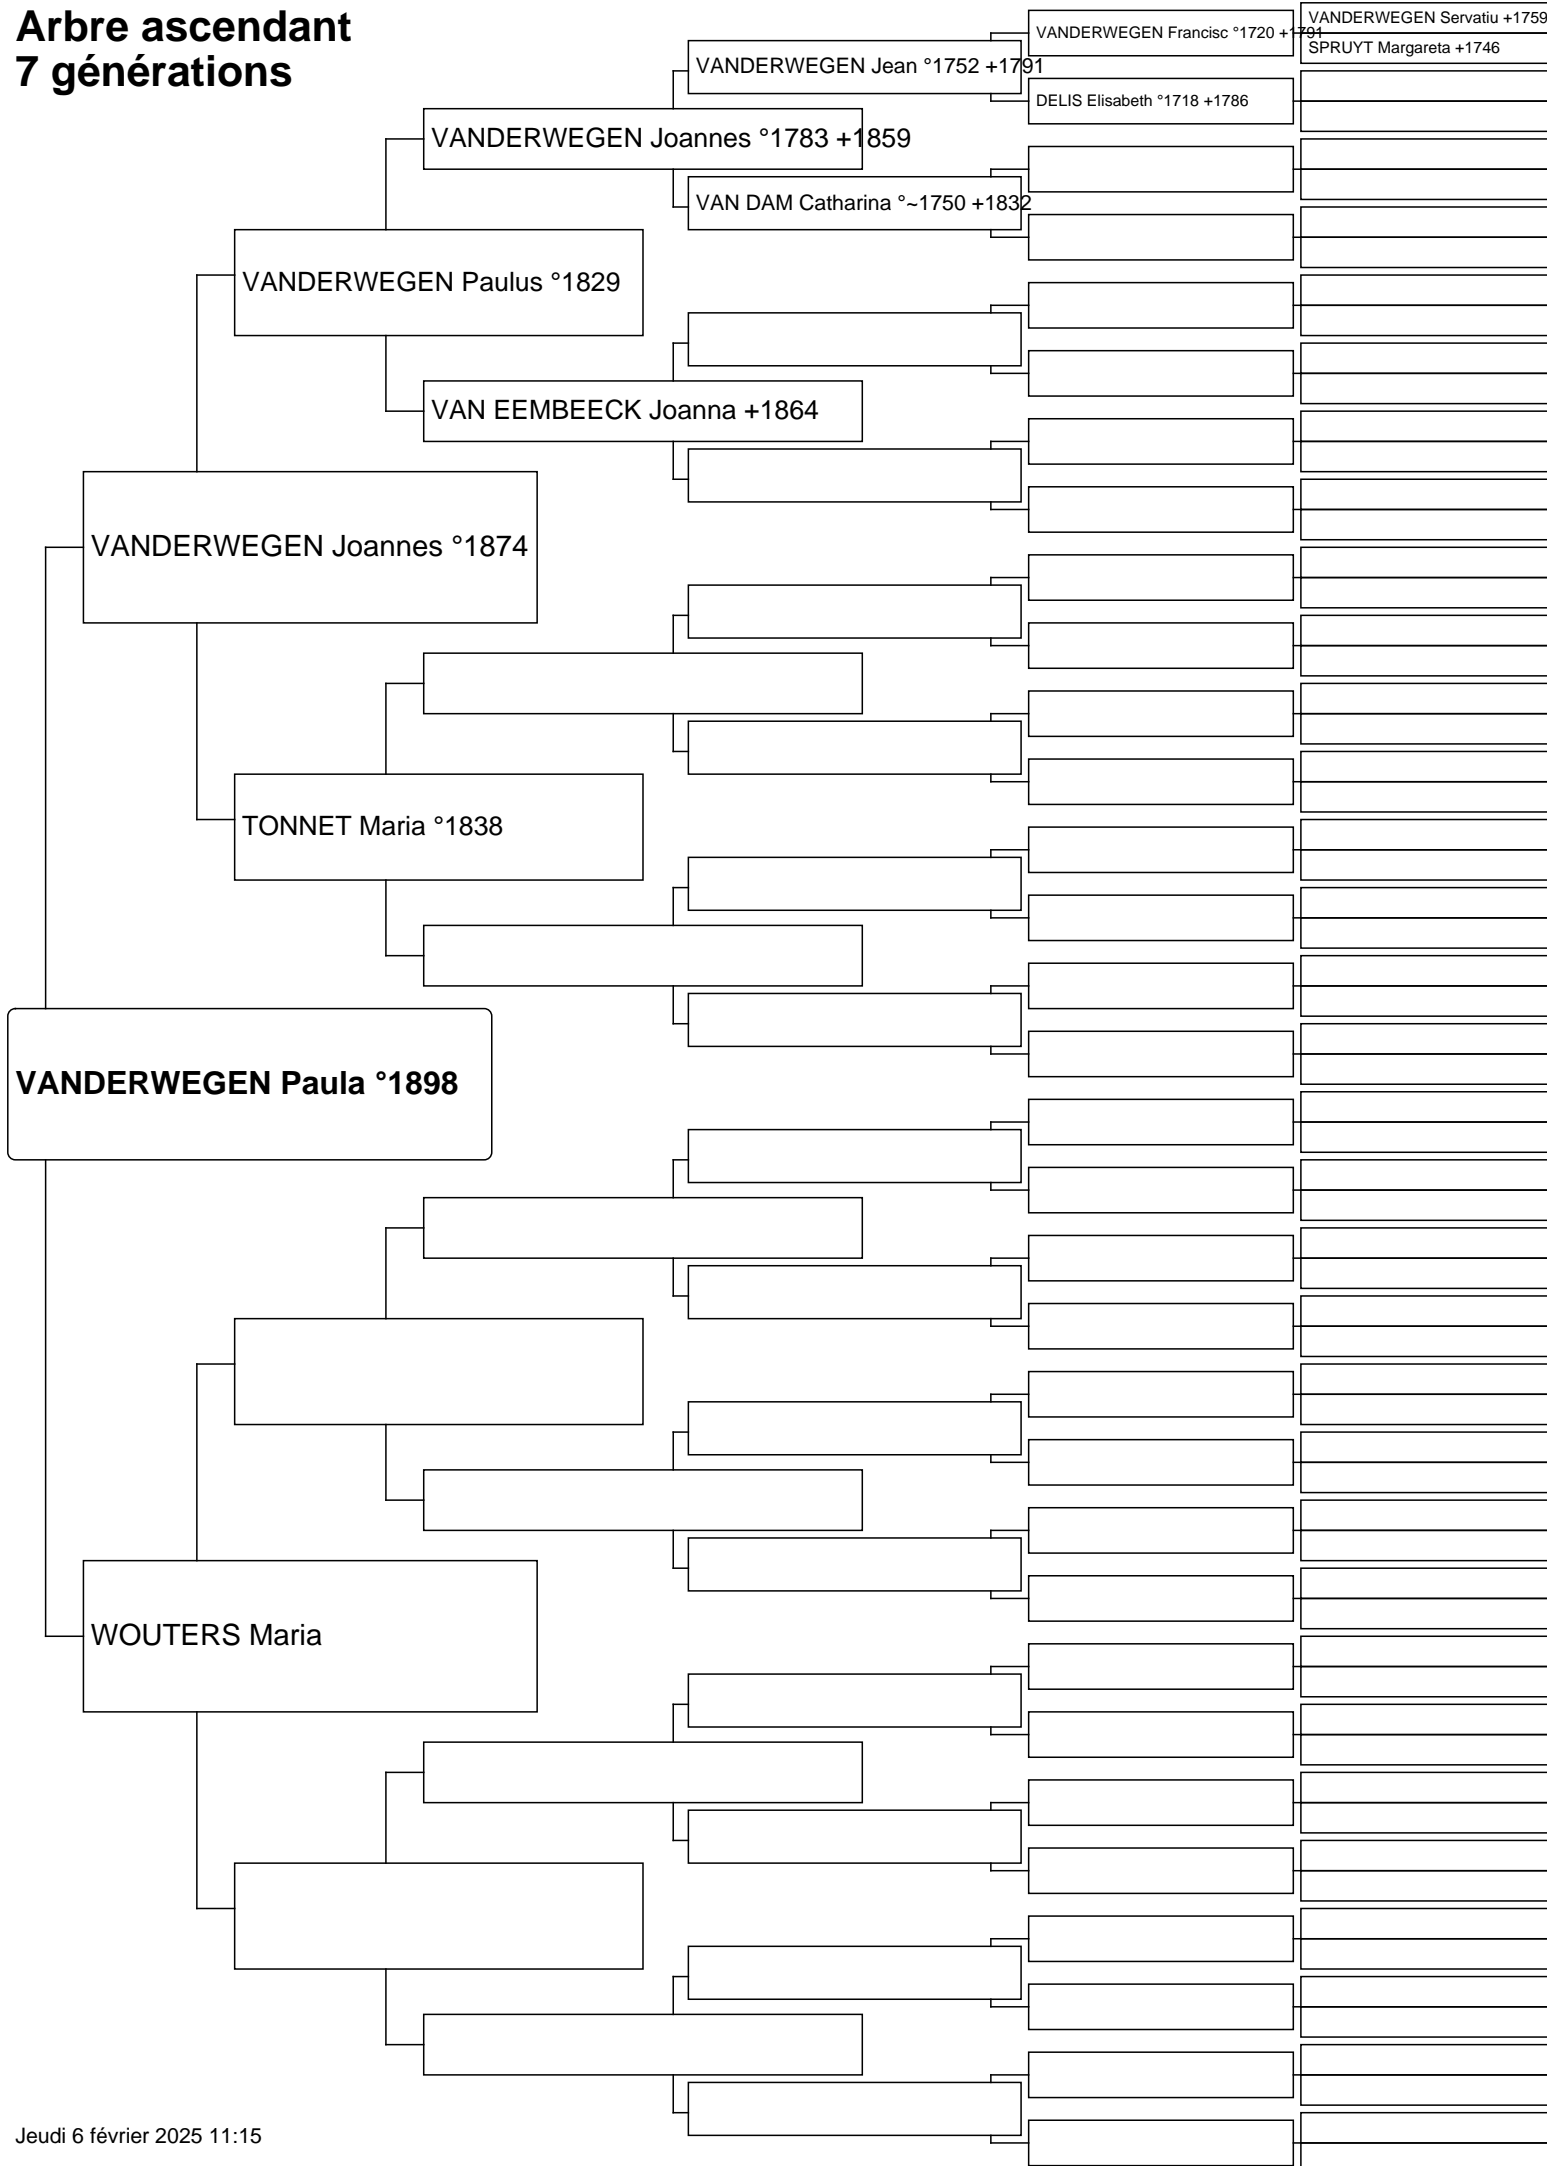 Arbre ascendant
7 générations
VANDERWEGEN Servatiu +1759
VANDERWEGEN Francisc °1720 +1791
SPRUYT Margareta +1746
VANDERWEGEN Jean °1752 +1791
DELIS Elisabeth °1718 +1786
VANDERWEGEN Joannes °1783 +1859
VAN DAM Catharina °~1750 +1832
VANDERWEGEN Paulus °1829
VAN EEMBEECK Joanna +1864
VANDERWEGEN Joannes °1874
TONNET Maria °1838
VANDERWEGEN Paula °1898
WOUTERS Maria
Jeudi 6 février 2025 11:15